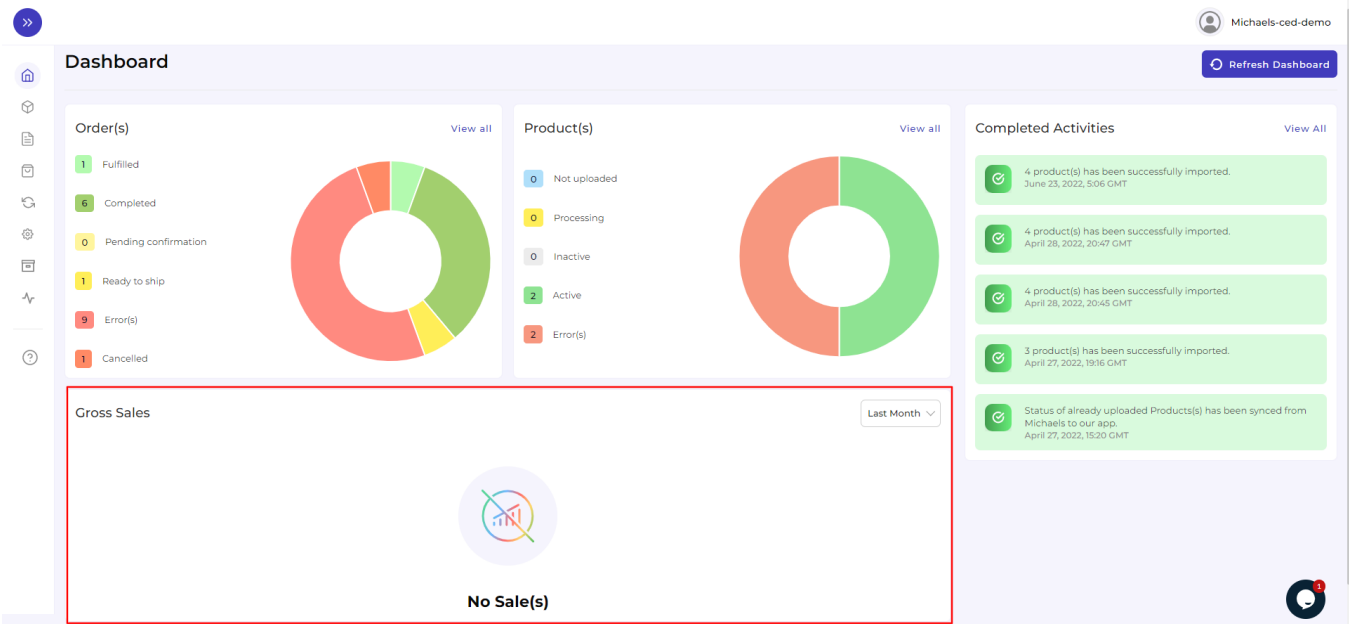 Michaels-ced-demo
Dashboard
Refresh Dashboard
Order(s)
View all
1 Fulfilled
6 Completed
0 Pending confirmation
1 Ready to ship
9 Error(s)
1 Cancelled
Product(s)
View all
0 Not uploaded
0 Processing
0 Inactive
2 Active
2 Error(s)
Completed Activities
View All
4 product(s) has been successfully imported.
June 23, 2022, 5:06 GMT
4 product(s) has been successfully imported.
April 28, 2022, 20:47 GMT
4 product(s) has been successfully imported.
April 28, 2022, 20:45 GMT
3 product(s) has been successfully imported.
April 27, 2022, 19:16 GMT
Status of already uploaded Products(s) has been synced from
Michaels to our app.
April 27, 2022, 15:20 GMT
Gross Sales
Last Month
No Sale(s)
1